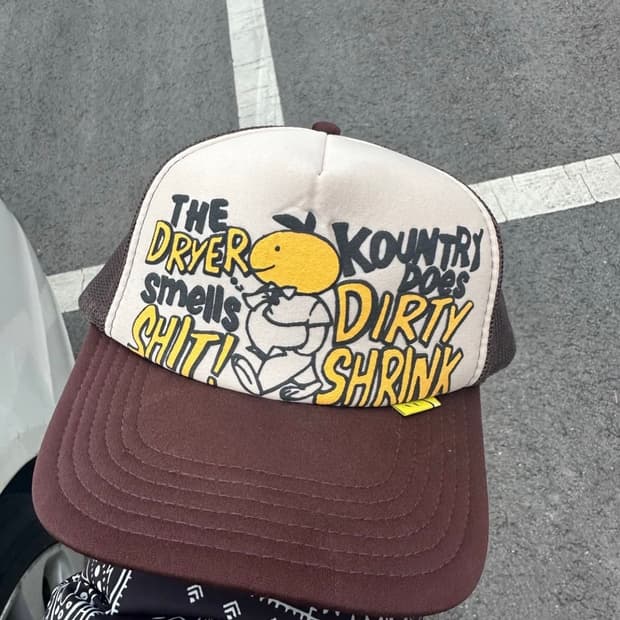 THE
DRYER
smells
SHIT!
KOUNTRY
DOES
DIRTY
SHRINK